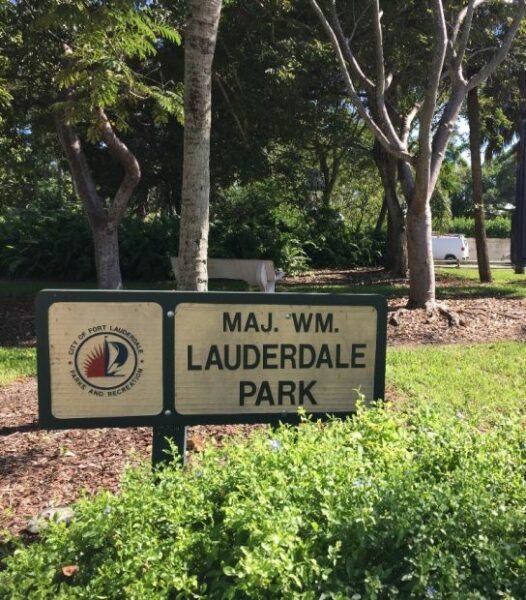 CITY OF FORT LAUDERDALE
PARKS AND RECREATION
MAJ. WM.
LAUDERDALE
PARK